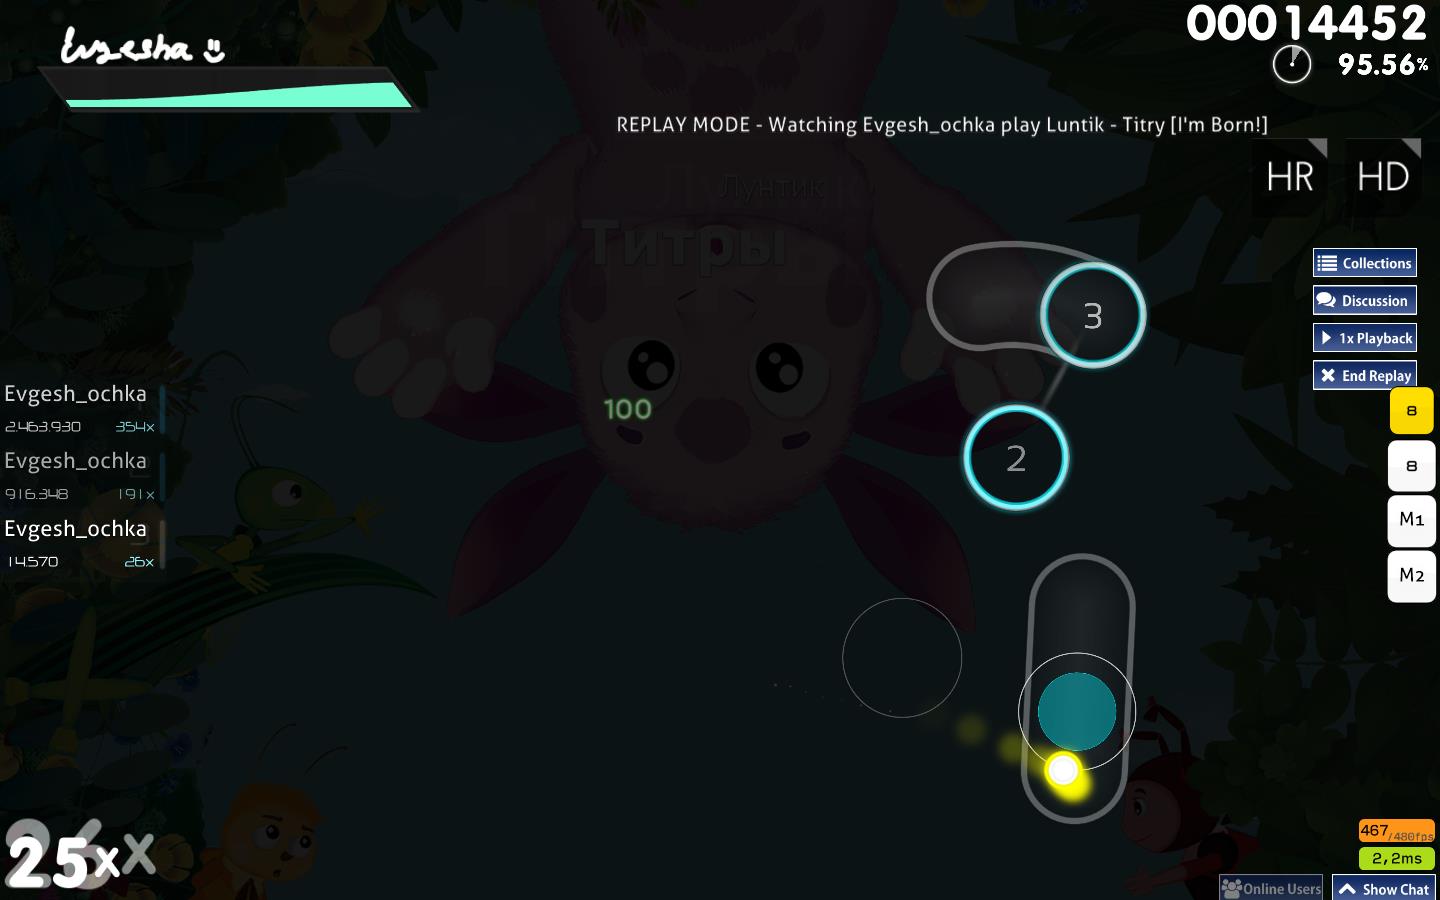 Evgesha
00014452
95.56%
REPLAY MODE - Watching Evgesh_ochka play Luntik - Titry [I'm Born!]
HR HD
Лунтик
Титры
Collections
Discussion
1x Playback
End Replay
3
2
100
Evgesh_ochka
2.463.930 354x
Evgesh_ochka
916.348 191x
Evgesh_ochka
14.570 26x
8
8
M1
M2
25x
467/480fps
2,2ms
Online Users
Show Chat